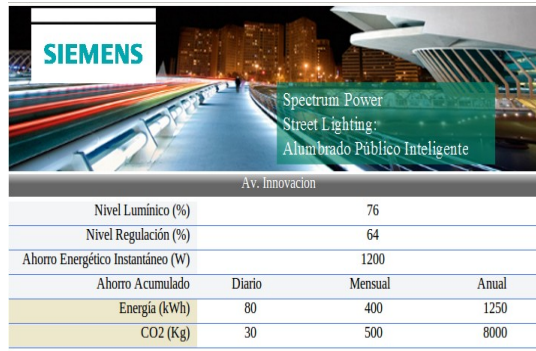 SIEMENS
Spectrum Power
Street Lighting:
Alumbrado Público Inteligente
Av. Innovacion
Nivel Lumínico (%) 76
Nivel Regulación (%) 64
Ahorro Energético Instantáneo (W) 1200
Ahorro Acumulado Diario Mensual Anual
Energía (kWh) 80 400 1250
CO2 (Kg) 30 500 8000